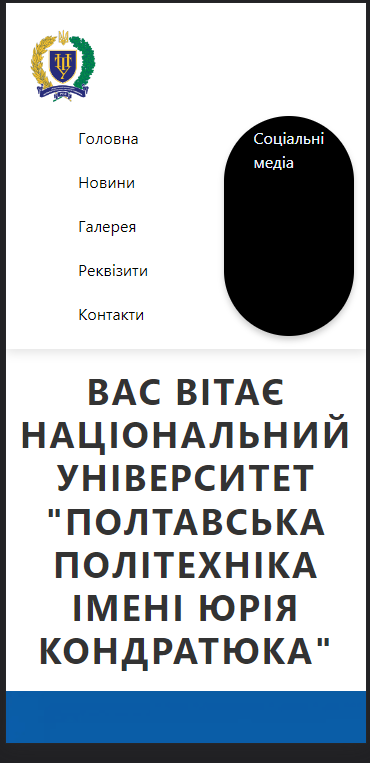 Головна
Новини
Галерея
Реквізити
Контакти
Соціальні
медіа
ВАС ВІТАЄ
НАЦІОНАЛЬНИЙ
УНІВЕРСИТЕТ
"ПОЛТАВСЬКА
ПОЛІТЕХНІКА
ІМЕНІ ЮРІЯ
КОНДРАТЮКА"